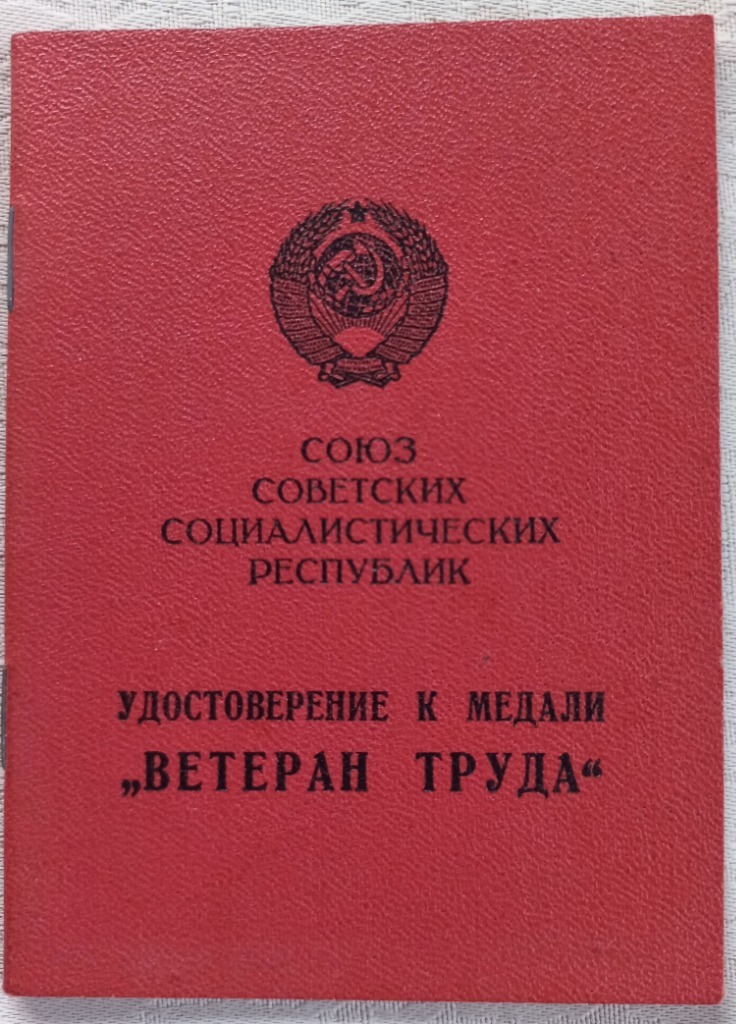 СОЮЗ
СОВЕТСКИХ
СОЦИАЛИСТИЧЕСКИХ
РЕСПУБЛИК
УДОСТОВЕРЕНИЕ К МЕДАЛИ
„ВЕТЕРАН ТРУДА“